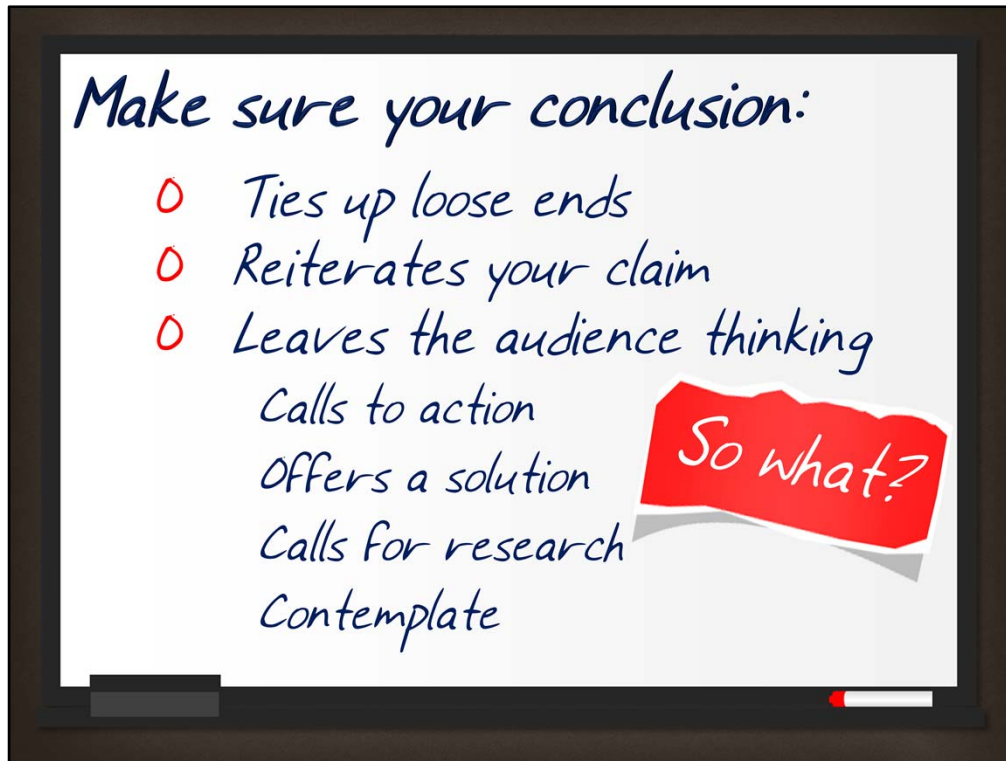 Make sure your conclusion:
O Ties up loose ends
O Reiterates your claim
O Leaves the audience thinking
Calls to action
Offers a solution
Calls for research
Contemplate
So what?